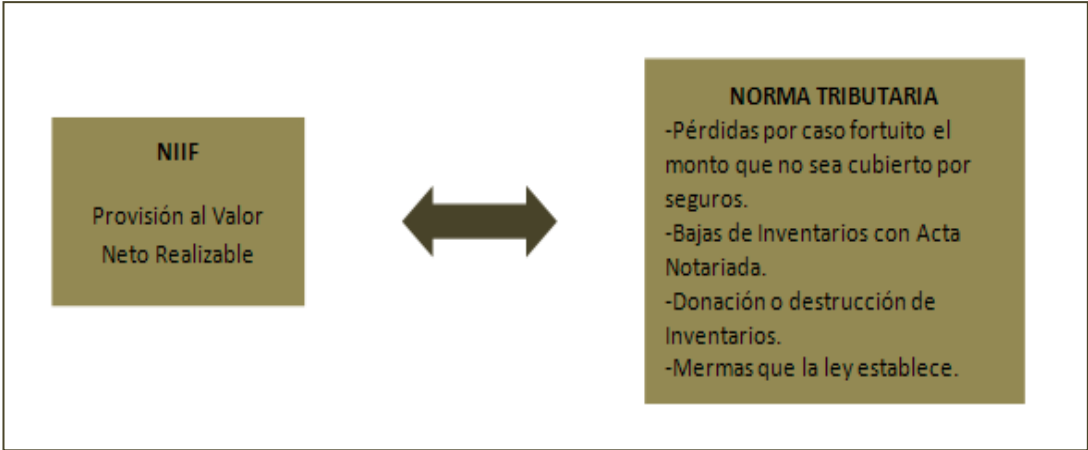 NIIF
Provisión al Valor
Neto Realizable
NORMA TRIBUTARIA
-Pérdidas por caso fortuito el
monto que no sea cubierto por
seguros.
-Bajas de Inventarios con Acta
Notariada.
-Donación o destrucción de
Inventarios.
-Mermas que la ley establece.